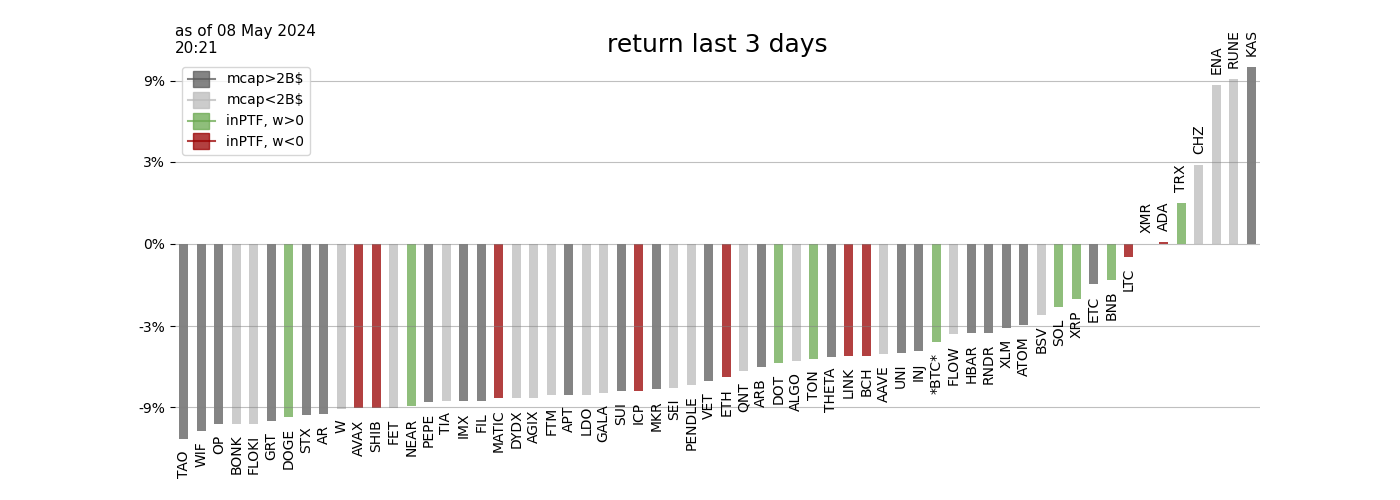 as of 08 May 2024
20:21
return last 3 days
mcap>2B$
mcap<2B$
inPTF, w>0
inPTF, w<0
9%
3%
0%
-3%
-9%
TAO
WIF
OP
BONK
FLOKI
GRT
DOGE
STX
AR
W
AVAX
SHIB
FET
NEAR
PEPE
TIA
IMX
FIL
MATIC
DYDX
AGIX
FTM
APT
LDO
GALA
SUI
ICP
MKR
SEI
PENDLE
VET
ETH
QNT
ARB
DOT
ALGO
TON
THETA
LINK
BCH
AAVE
UNI
INJ
*BTC*
FLOW
HBAR
RNDR
XLM
ATOM
BSV
SOL
XRP
ETC
BNB
LTC
XMR
ADA
TRX
CHZ
ENA
RUNE
KAS